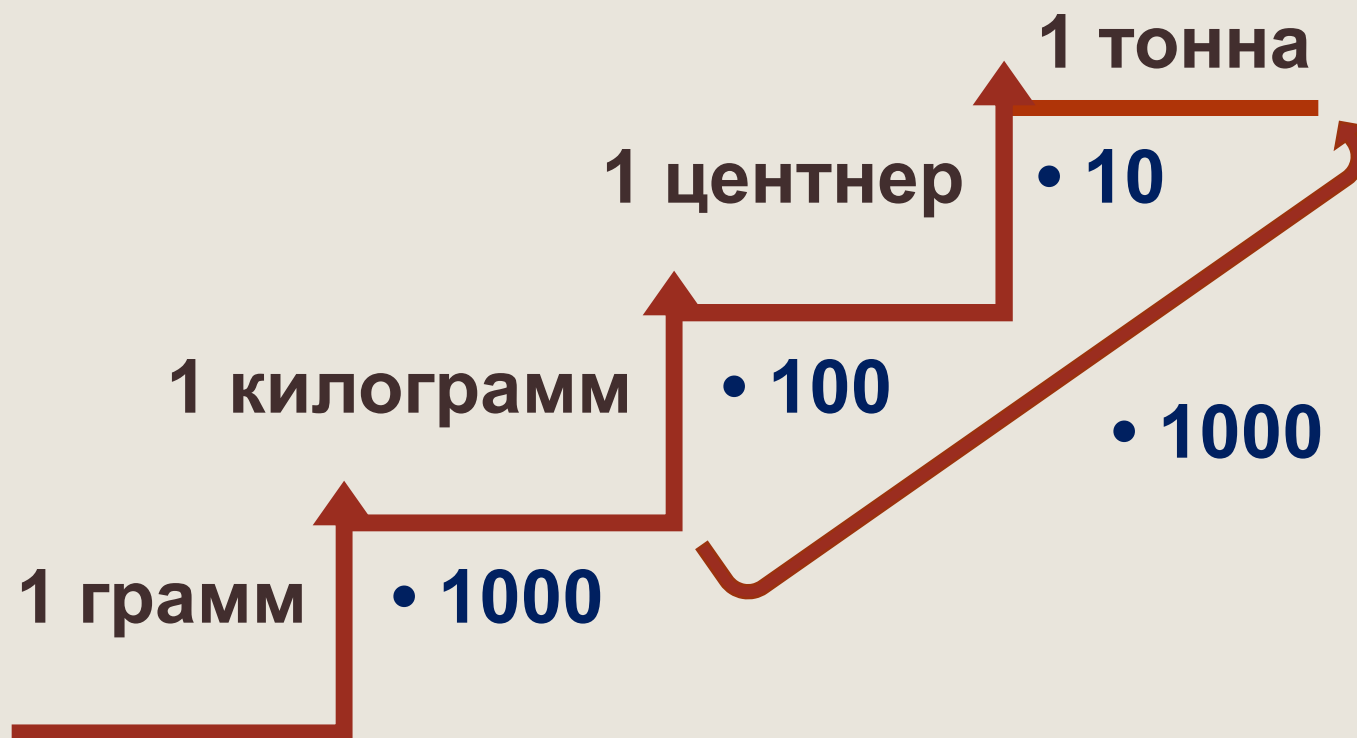 1 тонна
1 центнер
• 10
1 килограмм
• 100
• 1000
1 грамм
• 1000